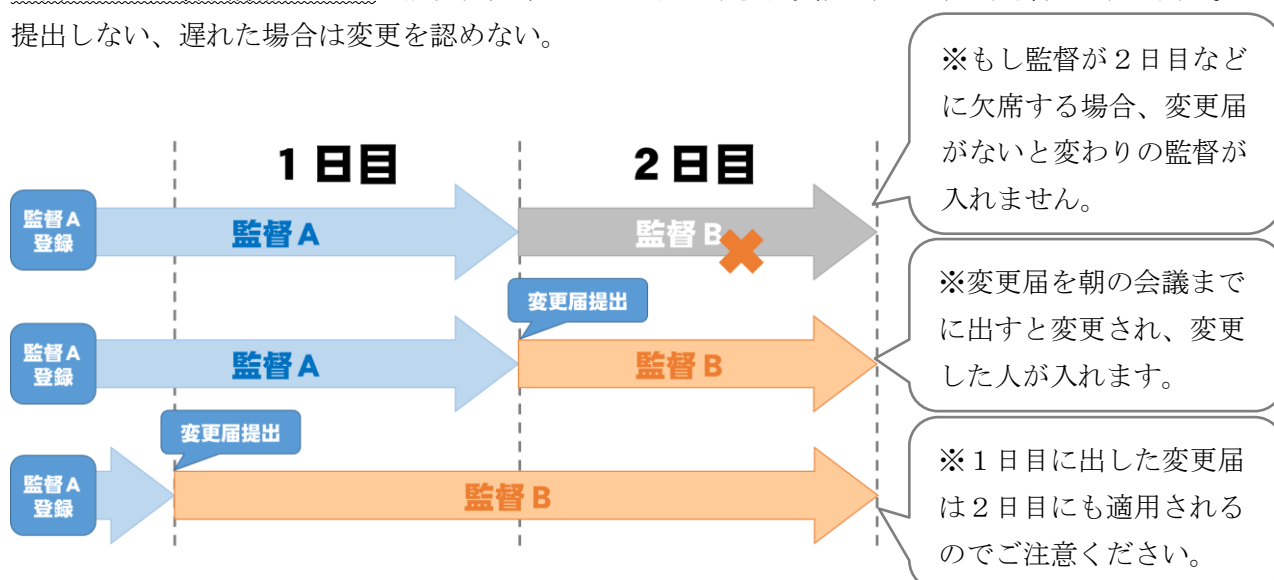 提出しない、遅れた場合は変更を認めない。
※もし監督が２日目など
に欠席する場合、変更届
がないと変わりの監督が
入れません。
１日目
２日目
監督A
登録
監督A
監督B
※変更届を朝の会議まで
に出すと変更され、変更
した人が入れます。
変更届提出
監督A
登録
監督A
監督B
変更届提出
監督A
登録
監督B
※１日目に出した変更届
は２日目にも適用される
のでご注意ください。